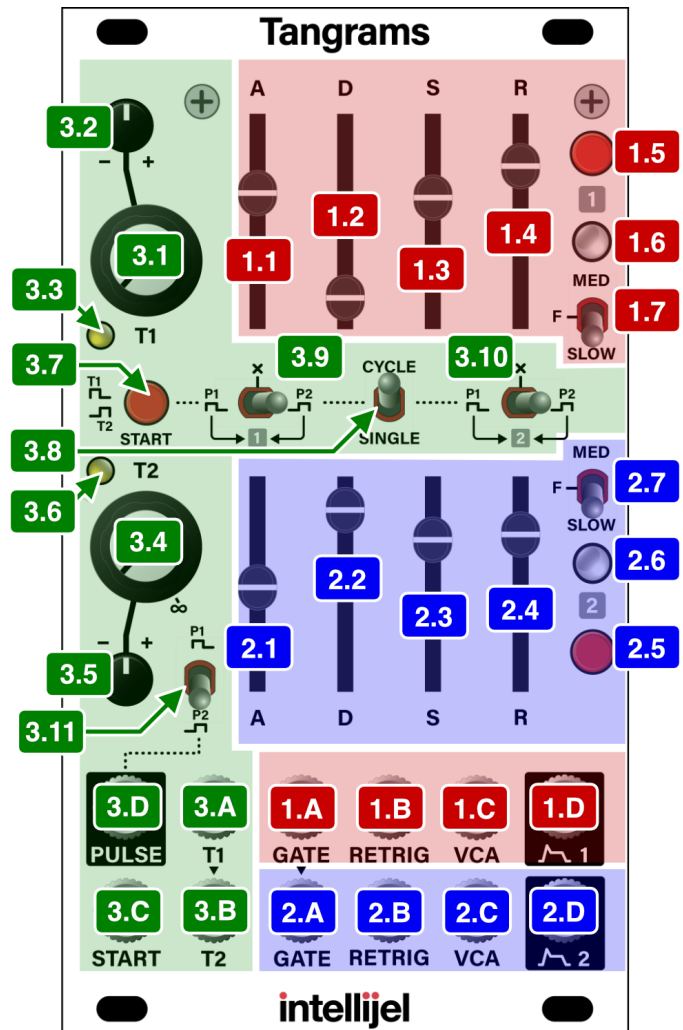 Tangrams
A D S R
3.2
- +
1.5
1
3.1
1.2
1.1
1.3
1.4
1.6
3.3
T1
MED
F
1.7
SLOW
3.7
3.9
CYCLE
3.10
T1
T2
START
P1
x
P2
1
SINGLE
P1
x
P2
2
3.8
T2
3.6
MED
F
2.7
SLOW
3.4
∞
2.2
2.6
2.3
2.4
2
- +
P1
2.1
2.5
3.5
P2
A D S R
3.11
3.D
3.A
1.A
1.B
1.C
1.D
PULSE
T1
GATE
RETRIG
VCA
1
3.C
3.B
2.A
2.B
2.C
2.D
START
T2
GATE
RETRIG
VCA
2
intellijel